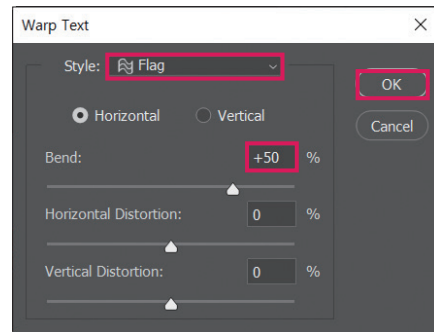 Warp Text
Style: Flag
OK
Horizontal Vertical
Cancel
Bend: +50 %
Horizontal Distortion: 0 %
Vertical Distortion: 0 %